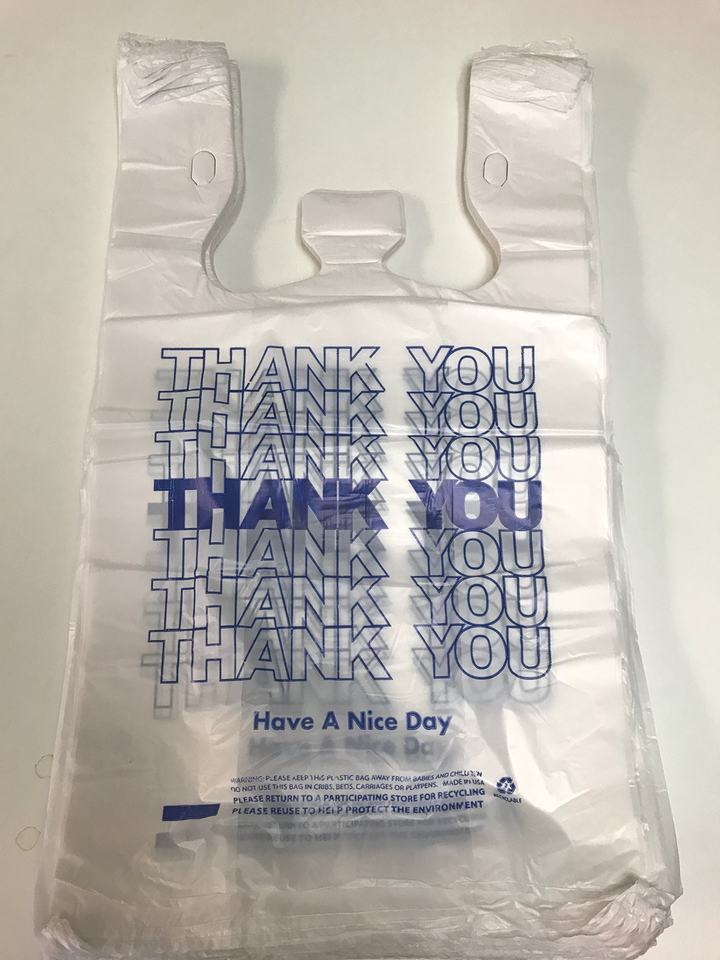 THANK YOU
THANK YOU
THANK YOU
THANK YOU
THANK YOU
THANK YOU
THANK YOU
Have A Nice Day
WARNING: PLEASE KEEP THIS PLASTIC BAG AWAY FROM BABIES AND CHILDREN
DO NOT USE THIS BAG IN CRIBS, BEDS, CARRIAGES OR PLAYPENS. MADE IN USA
PLEASE RETURN TO A PARTICIPATING STORE FOR RECYCLING
PLEASE REUSE TO HELP PROTECT THE ENVIRONMENT
RECYCLABLE